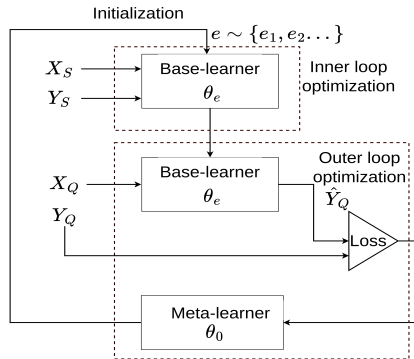 Initialization
e ∼ {e₁, e₂…}
X_S
Y_S
Base-learner
θ_e
Inner loop
optimization
X_Q
Y_Q
Base-learner
θ_e
Outer loop
optimization
Ŷ_Q
Loss
Meta-learner
θ₀